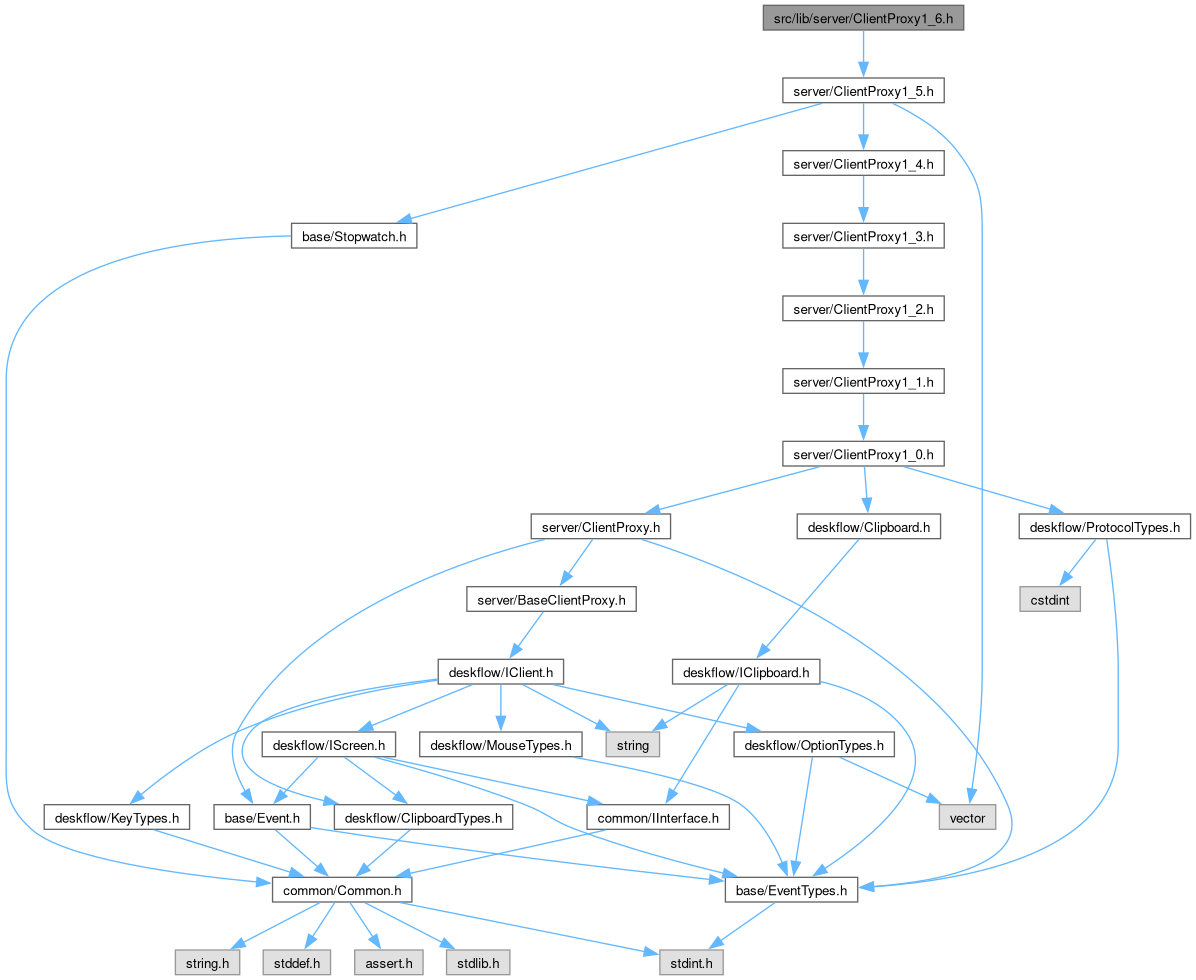 src/lib/server/ClientProxy1_6.h
server/ClientProxy1_5.h
server/ClientProxy1_4.h
base/Stopwatch.h
server/ClientProxy1_3.h
server/ClientProxy1_2.h
server/ClientProxy1_1.h
server/ClientProxy1_0.h
server/ClientProxy.h
deskflow/Clipboard.h
deskflow/ProtocolTypes.h
server/BaseClientProxy.h
cstdint
deskflow/IClient.h
deskflow/IClipboard.h
deskflow/IScreen.h
deskflow/MouseTypes.h
string
deskflow/OptionTypes.h
deskflow/KeyTypes.h
base/Event.h
deskflow/ClipboardTypes.h
common/IInterface.h
vector
common/Common.h
base/EventTypes.h
string.h
stddef.h
assert.h
stdlib.h
stdint.h